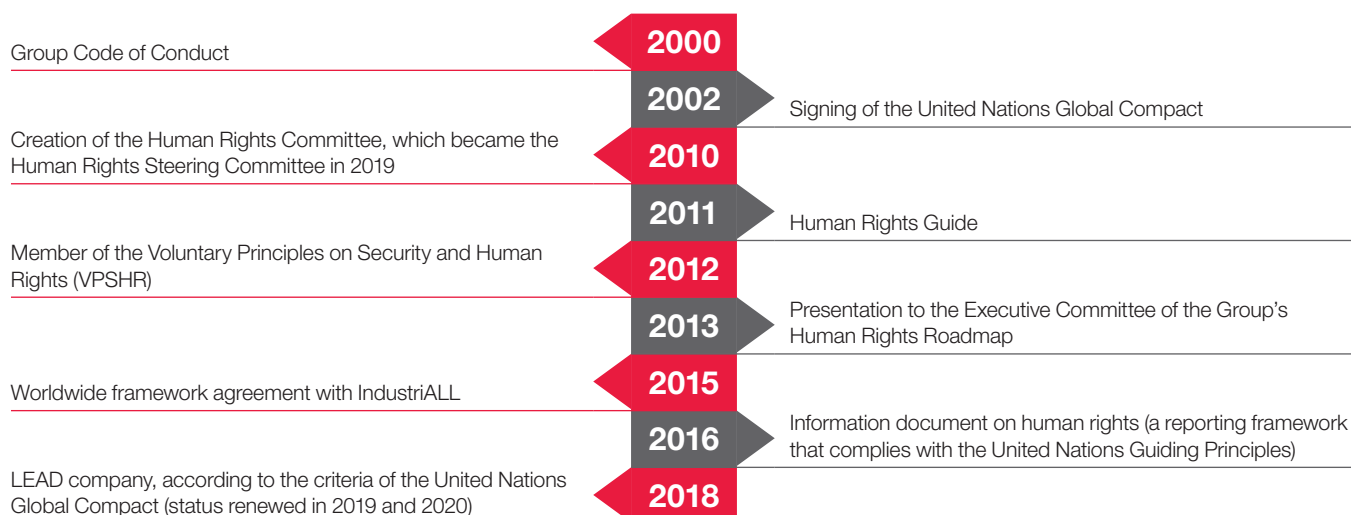 2000
Group Code of Conduct
2002
Signing of the United Nations Global Compact
2010
Creation of the Human Rights Committee, which became the
Human Rights Steering Committee in 2019
2011
Human Rights Guide
2012
Member of the Voluntary Principles on Security and Human
Rights (VPSHR)
2013
Presentation to the Executive Committee of the Group’s
Human Rights Roadmap
2015
Worldwide framework agreement with IndustriALL
2016
Information document on human rights (a reporting framework
that complies with the United Nations Guiding Principles)
2018
LEAD company, according to the criteria of the United Nations
Global Compact (status renewed in 2019 and 2020)